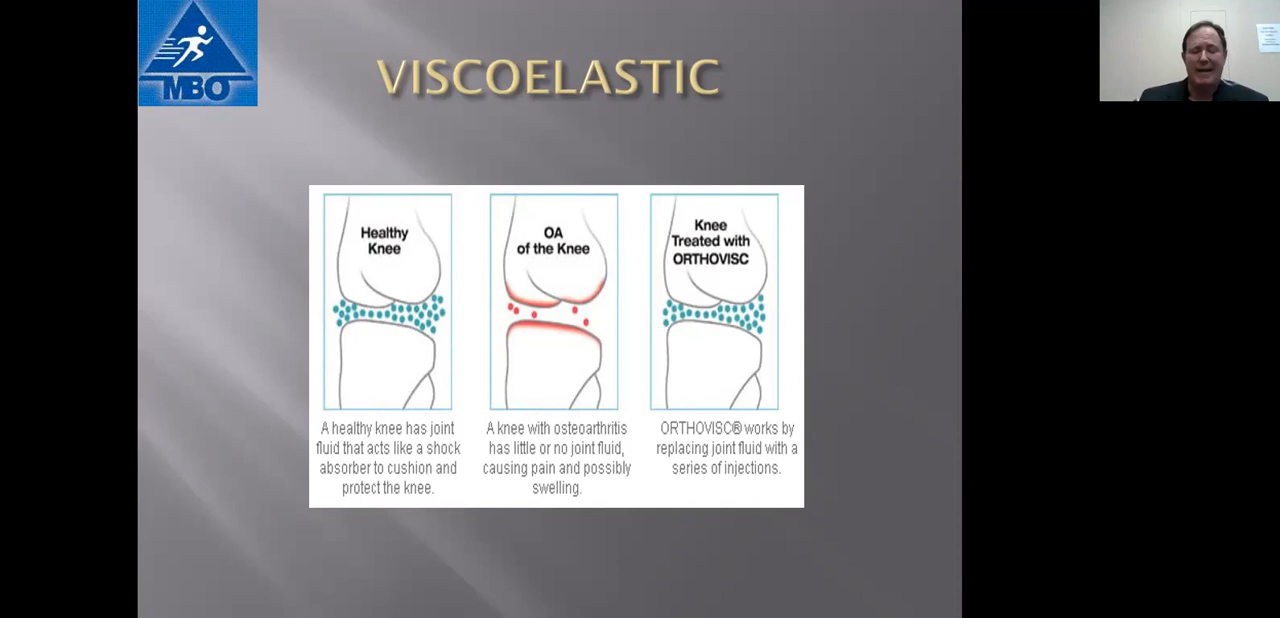 MBO
VISCOELASTIC
Healthy
Knee
A healthy knee has joint
fluid that acts like a shock
absorber to cushion and
protect the knee.
OA
of the Knee
A knee with osteoarthritis
has little or no joint fluid,
causing pain and possibly
swelling.
Knee
Treated with
ORTHOVISC
ORTHOVISC® works by
replacing joint fluid with a
series of injections.